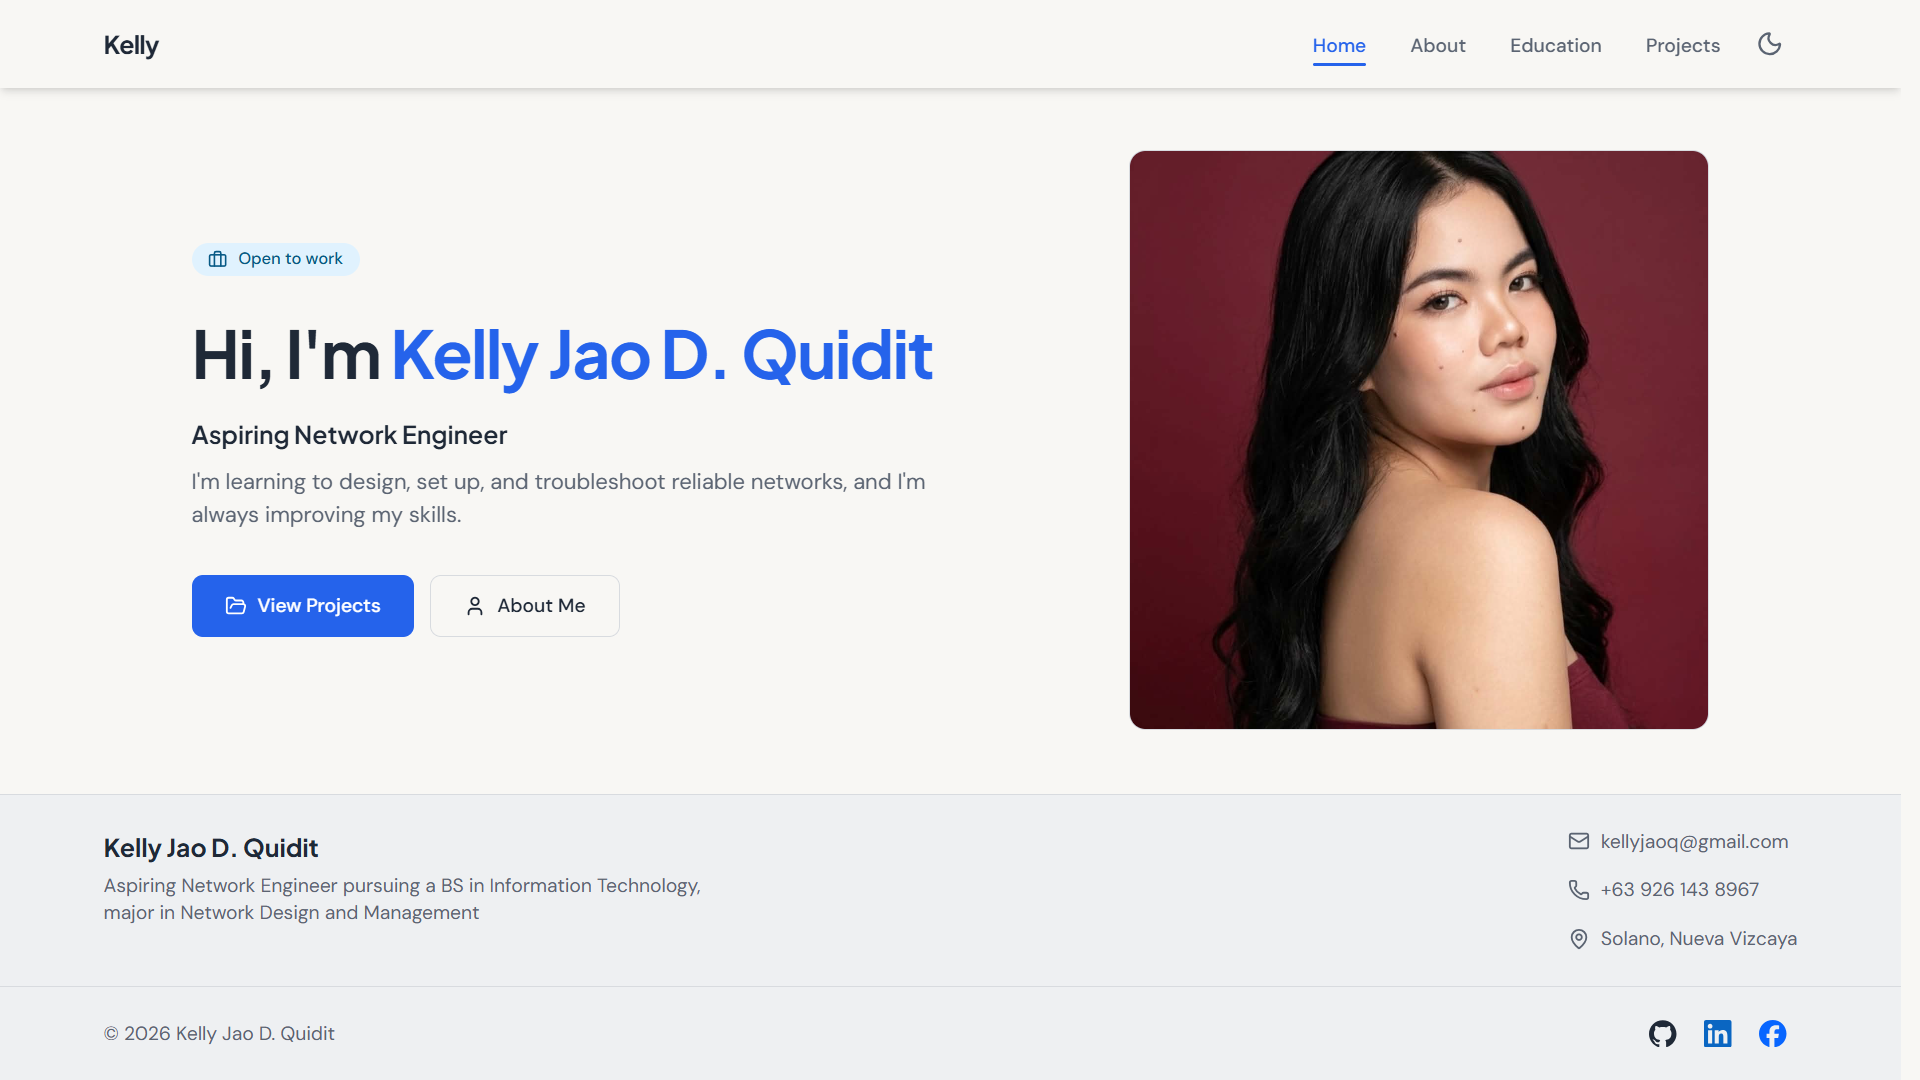 Kelly
Home
About
Education
Projects
Open to work
Hi, I'm Kelly Jao D. Quidit
Aspiring Network Engineer
I'm learning to design, set up, and troubleshoot reliable networks, and I'm
always improving my skills.
View Projects
About Me
Kelly Jao D. Quidit
Aspiring Network Engineer pursuing a BS in Information Technology,
major in Network Design and Management
kellyjaoq@gmail.com
+63 926 143 8967
Solano, Nueva Vizcaya
© 2026 Kelly Jao D. Quidit